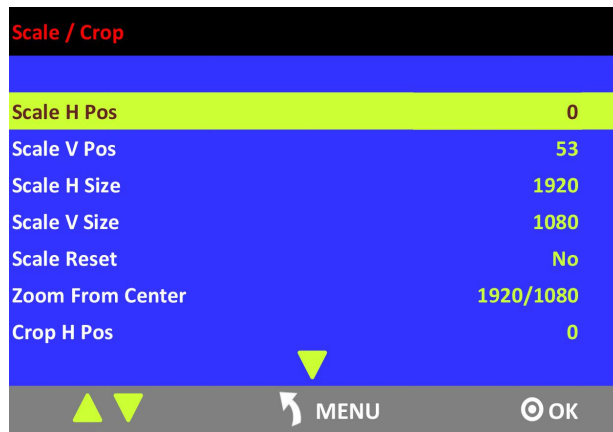 Scale / Crop
Scale H Pos 0
Scale V Pos 53
Scale H Size 1920
Scale V Size 1080
Scale Reset No
Zoom From Center 1920/1080
Crop H Pos 0
MENU OK